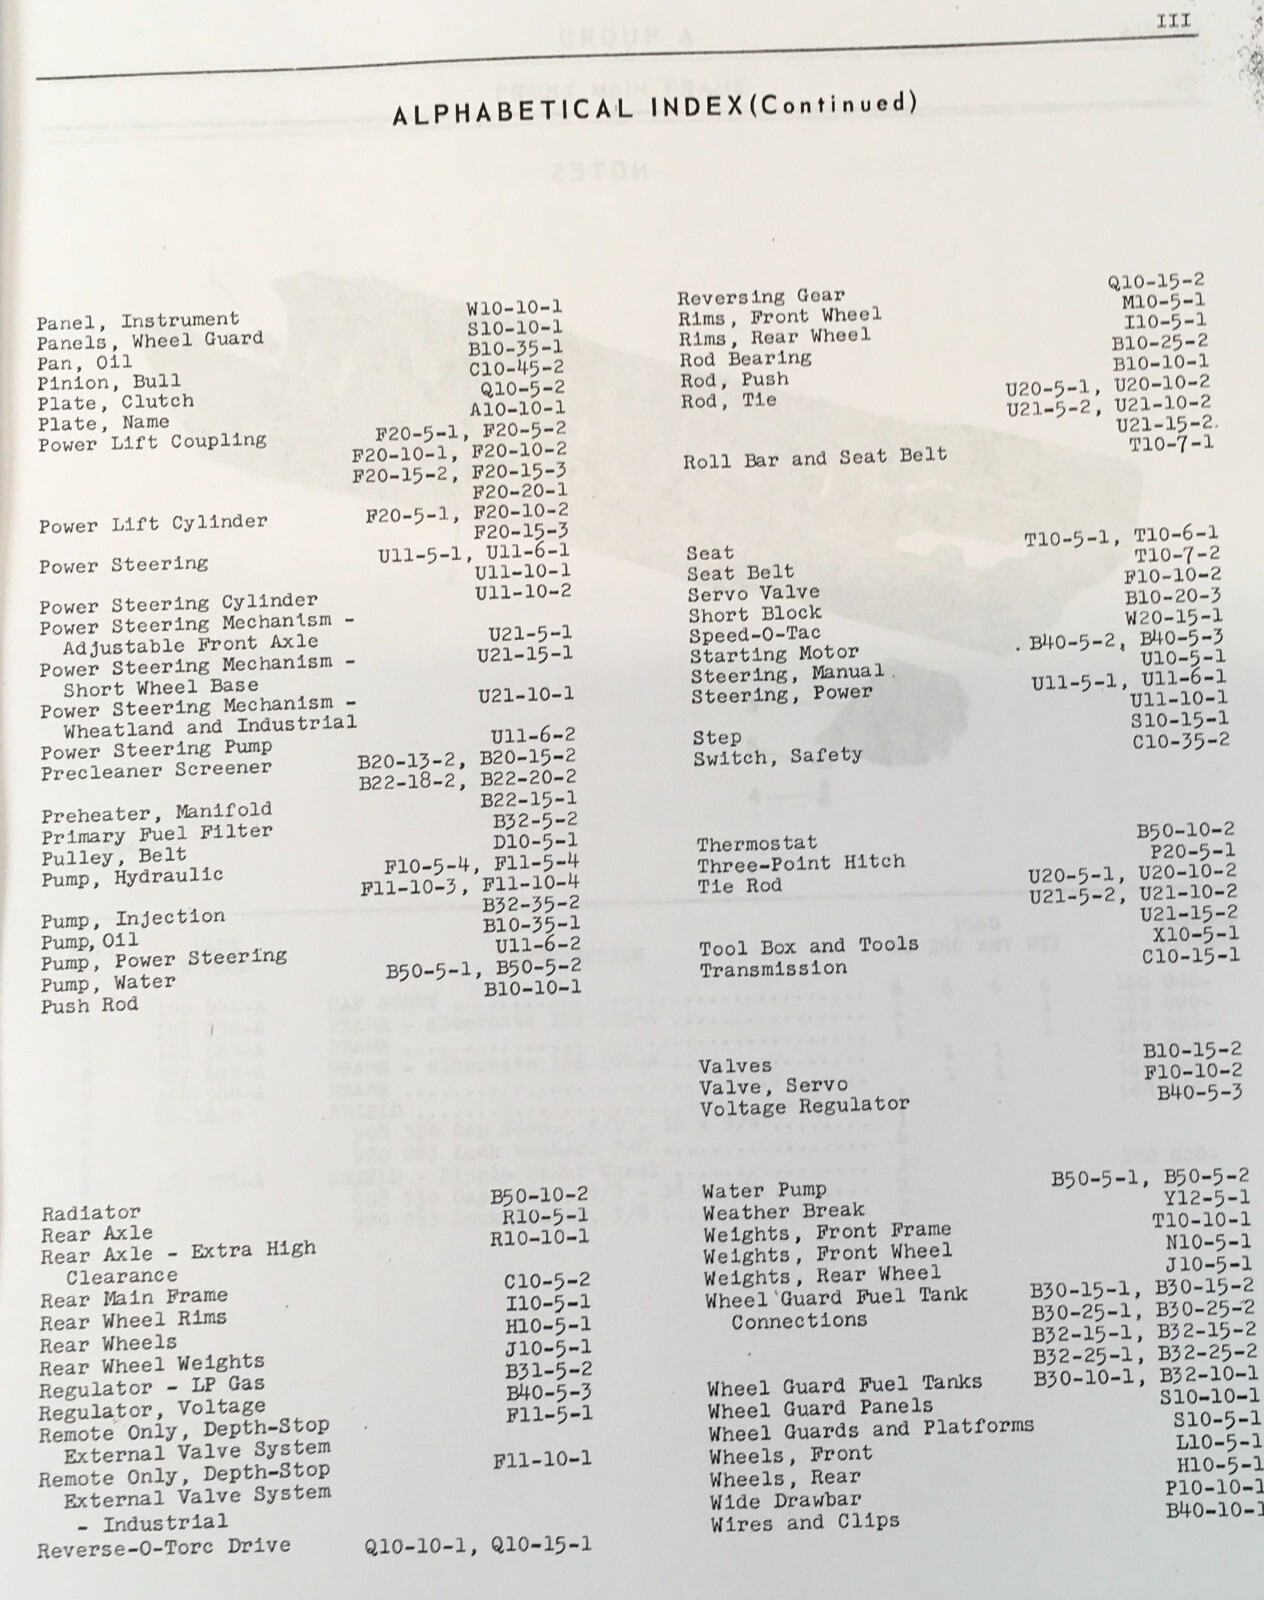 III
ALPHABETICAL INDEX (Continued)
Panel, Instrument W10-10-1
Panels, Wheel Guard S10-10-1
Pan, Oil B10-35-1
Pinion, Bull C10-45-2
Plate, Clutch Q10-5-2
Plate, Name A10-10-1
Power Lift Coupling F20-5-1, F20-5-2
F20-10-1, F20-10-2
F20-15-2, F20-15-3
F20-20-1
Power Lift Cylinder F20-5-1, F20-10-2
F20-15-3
Power Steering U11-5-1, U11-6-1
U11-10-1
Power Steering Cylinder U11-10-2
Power Steering Mechanism -
Adjustable Front Axle U21-5-1
Power Steering Mechanism - U21-15-1
Short Wheel Base
Power Steering Mechanism - U21-10-1
Wheatland and Industrial
Power Steering Pump U11-6-2
Precleaner Screener B20-13-2, B20-15-2
B22-18-2, B22-20-2
Preheater, Manifold B22-15-1
Primary Fuel Filter B32-5-2
Pulley, Belt D10-5-1
Pump, Hydraulic F10-5-4, F11-5-4
F11-10-3, F11-10-4
Pump, Injection B32-35-2
Pump, Oil B10-35-1
Pump, Power Steering U11-6-2
Pump, Water B50-5-1, B50-5-2
Push Rod B10-10-1
Radiator B50-10-2
Rear Axle R10-5-1
Rear Axle - Extra High R10-10-1
Clearance
Rear Main Frame C10-5-2
Rear Wheel Rims I10-5-1
Rear Wheels H10-5-1
Rear Wheel Weights J10-5-1
Regulator - LP Gas B31-5-2
Regulator, Voltage B40-5-3
Remote Only, Depth-Stop F11-5-1
External Valve System
Remote Only, Depth-Stop F11-10-1
External Valve System
- Industrial
Reverse-O-Torc Drive Q10-10-1, Q10-15-1
Reversing Gear Q10-15-2
Rims, Front Wheel M10-5-1
Rims, Rear Wheel I10-5-1
Rod Bearing B10-25-2
Rod, Push B10-10-1
Rod, Tie U20-5-1, U20-10-2
U21-5-2, U21-10-2
U21-15-2.
Roll Bar and Seat Belt T10-7-1
Seat T10-5-1, T10-6-1
Seat Belt T10-7-2
Servo Valve F10-10-2
Short Block B10-20-3
Speed-O-Tac W20-15-1
Starting Motor B40-5-2, B40-5-3
Steering, Manual U10-5-1
Steering, Power U11-5-1, U11-6-1
U11-10-1
Step S10-15-1
Switch, Safety C10-35-2
Thermostat B50-10-2
Three-Point Hitch P20-5-1
Tie Rod U20-5-1, U20-10-2
U21-5-2, U21-10-2
U21-15-2
Tool Box and Tools X10-5-1
Transmission C10-15-1
Valves B10-15-2
Valve, Servo F10-10-2
Voltage Regulator B40-5-3
Water Pump B50-5-1, B50-5-2
Weather Break Y12-5-1
Weights, Front Frame T10-10-1
Weights, Front Wheel N10-5-1
Weights, Rear Wheel J10-5-1
Wheel Guard Fuel Tank B30-15-1, B30-15-2
Connections B30-25-1, B30-25-2
B32-15-1, B32-15-2
B32-25-1, B32-25-2
Wheel Guard Fuel Tanks B30-10-1, B32-10-1
Wheel Guard Panels S10-10-1
Wheel Guards and Platforms S10-5-1
Wheels, Front L10-5-1
Wheels, Rear H10-5-1
Wide Drawbar P10-10-1
Wires and Clips B40-10-1